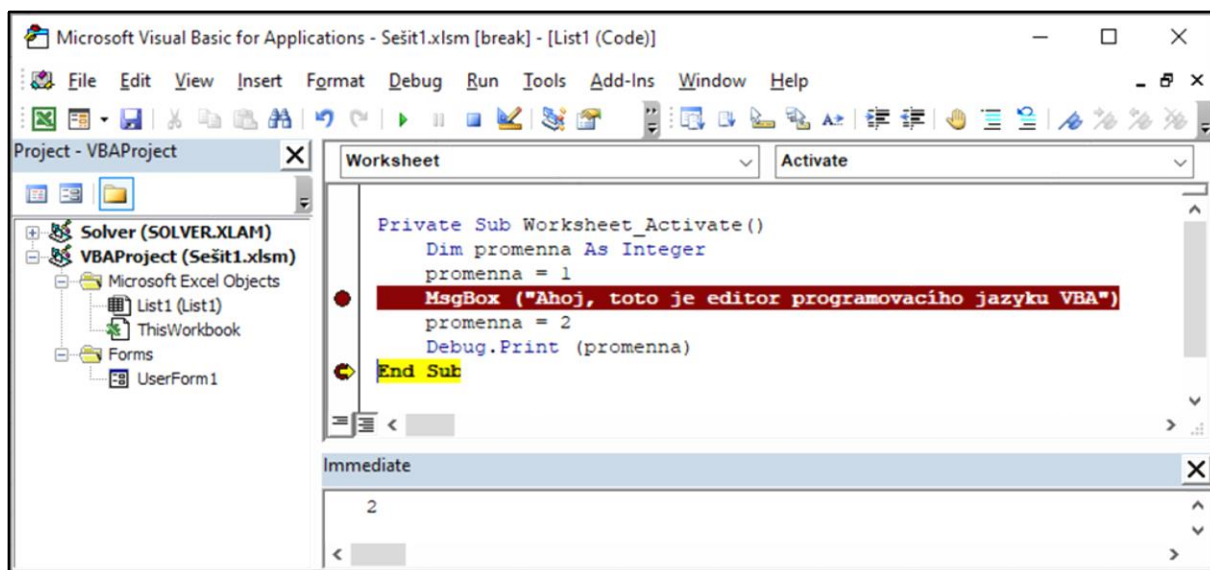 Microsoft Visual Basic for Applications - Sešit1.xlsm [break] - [List1 (Code)]
File Edit View Insert Format Debug Run Tools Add-Ins Window Help
Project - VBAProject
Solver (SOLVER.XLAM)
VBAProject (Sešit1.xlsm)
Microsoft Excel Objects
List1 (List1)
ThisWorkbook
Forms
UserForm1
Worksheet
Activate
Private Sub Worksheet_Activate()
Dim promenna As Integer
promenna = 1
MsgBox ("Ahoj, toto je editor programovacího jazyku VBA")
promenna = 2
Debug.Print (promenna)
End Sub
Immediate
2